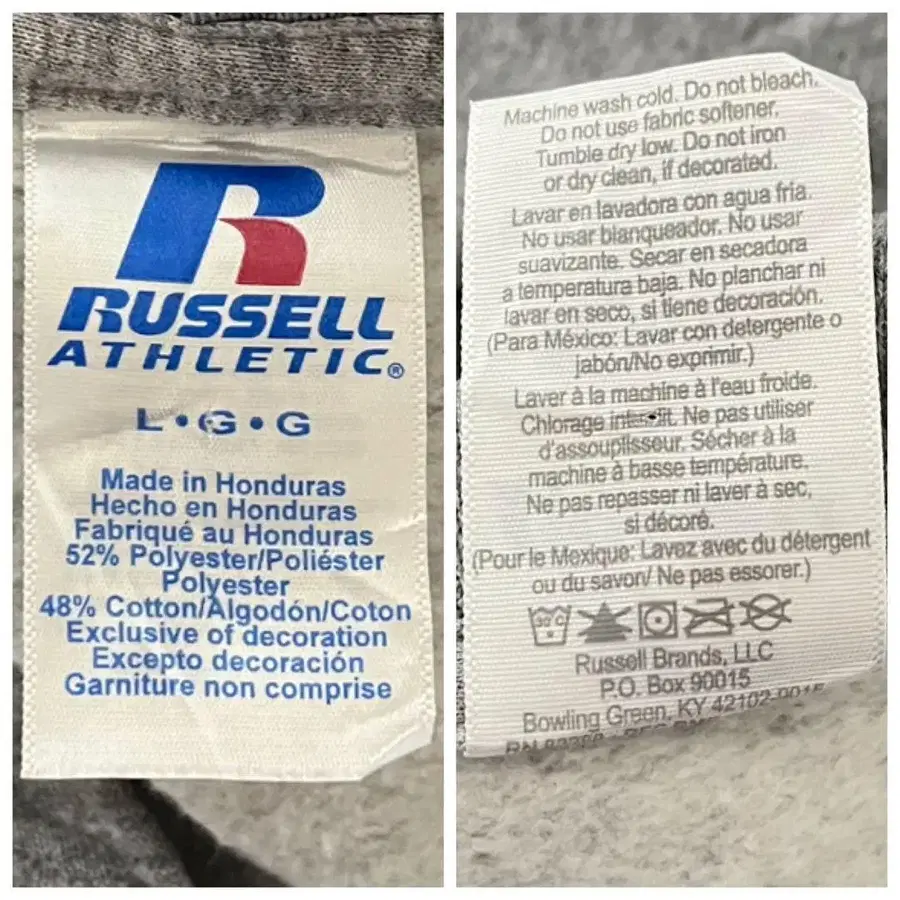 R
RUSSELL
ATHLETIC®
L•G•G
Made in Honduras
Hecho en Honduras
Fabriqué au Honduras
52% Polyester/Poliéster
Polyester
48% Cotton/Algodón/Coton
Exclusive of decoration
Excepto decoración
Garniture non comprise
Machine wash cold. Do not bleach.
Do not use fabric softener.
Tumble dry low. Do not iron
or dry clean, if decorated.
Lavar en lavadora con agua fria.
No usar blanqueador. No usar
suavizante. Secar en secadora
a temperatura baja. No planchar ni
lavar en seco, si tiene decoración.
(Para México: Lavar con detergente o
jabón/No exprimir.)
Laver à la machine à l'eau froide.
Chlorage Ne pas utiliser
d'assouplisseur. Sécher à la
machine à basse température.
Ne pas repasser ni laver à sec,
si décoré.
(Pour le Mexique: Lavez avec du détergent
ou du savon/ Ne pas essorer.)
30°C
Russell Brands, LLC
P.O. Box 90015
Bowling Green, KY 42102-0015
RN